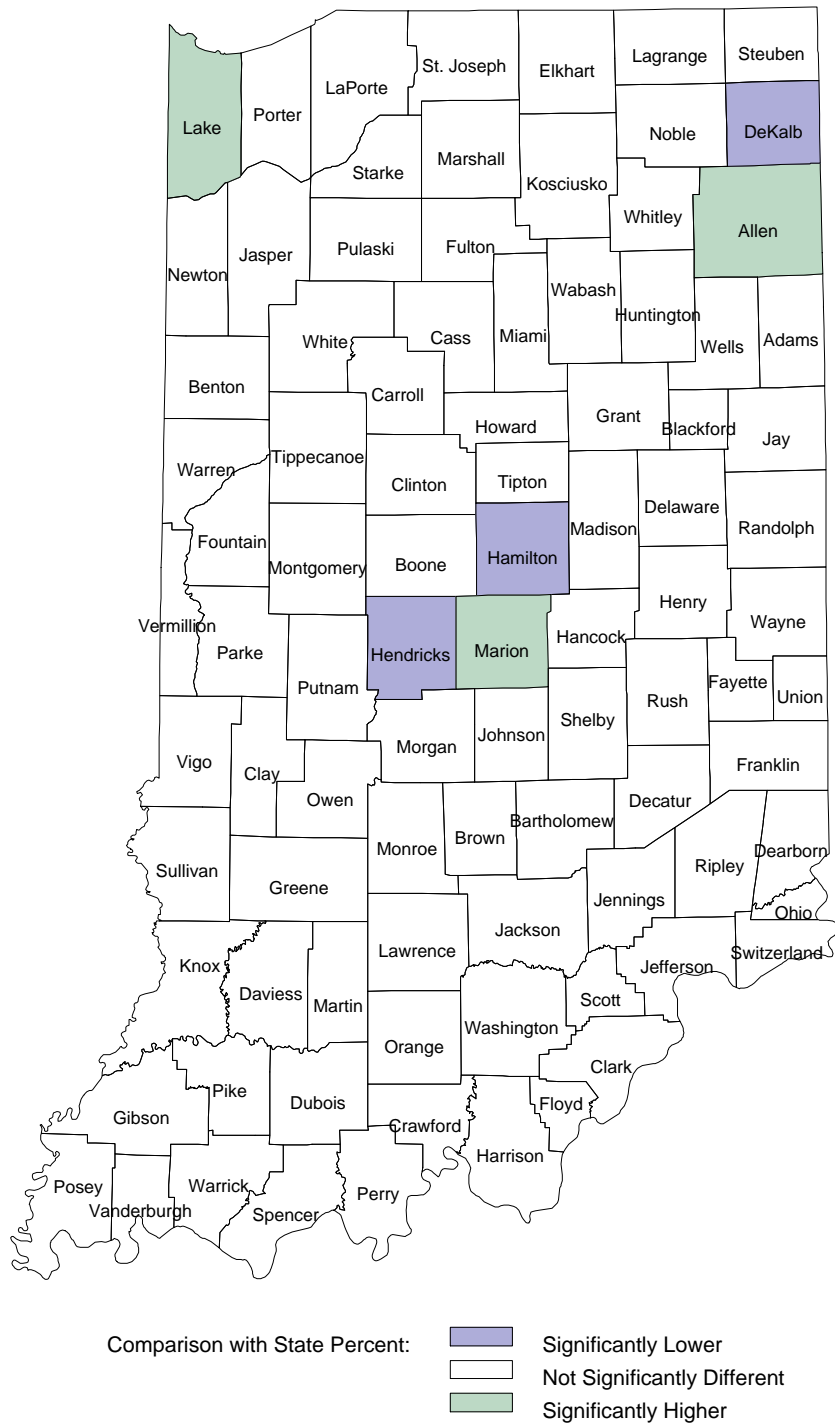 St. Joseph
Elkhart
Lagrange
Steuben
LaPorte
Porter
Lake
Noble
DeKalb
Starke
Marshall
Kosciusko
Whitley
Allen
Newton
Jasper
Pulaski
Fulton
Wabash
Huntington
White
Cass
Miami
Wells
Adams
Benton
Carroll
Grant
Howard
Blackford
Jay
Warren
Tippecanoe
Clinton
Tipton
Delaware
Madison
Randolph
Fountain
Montgomery
Boone
Hamilton
Henry
Wayne
Vermillion
Parke
Hendricks
Marion
Hancock
Putnam
Rush
Fayette
Union
Shelby
Morgan
Johnson
Vigo
Clay
Franklin
Owen
Decatur
Bartholomew
Brown
Monroe
Dearborn
Sullivan
Ripley
Greene
Jennings
Ohio
Jackson
Lawrence
Switzerland
Knox
Jefferson
Daviess
Martin
Scott
Washington
Orange
Clark
Pike
Dubois
Floyd
Gibson
Crawford
Harrison
Posey
Warrick
Perry
Vanderburgh
Spencer
Comparison with State Percent:
Significantly Lower
Not Significantly Different
Significantly Higher